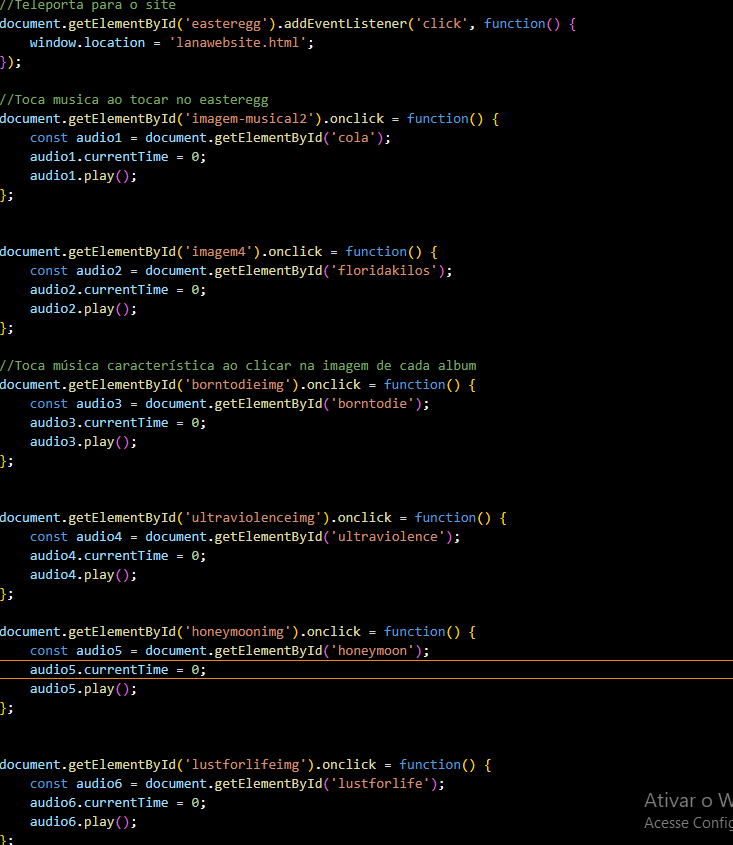 //Teleporta para o site
document.getElementById('easteregg').addEventListener('click', function() {
    window.location = 'lanawebsite.html';
});
//Toca musica ao tocar no easteregg
document.getElementById('imagem-musical2').onclick = function() {
    const audio1 = document.getElementById('cola');
    audio1.currentTime = 0;
    audio1.play();
};
document.getElementById('imagem4').onclick = function() {
    const audio2 = document.getElementById('floridakilos');
    audio2.currentTime = 0;
    audio2.play();
};
//Toca música característica ao clicar na imagem de cada album
document.getElementById('borntodieimg').onclick = function() {
    const audio3 = document.getElementById('borntodie');
    audio3.currentTime = 0;
    audio3.play();
};
document.getElementById('ultraviolenceimg').onclick = function() {
    const audio4 = document.getElementById('ultraviolence');
    audio4.currentTime = 0;
    audio4.play();
};
document.getElementById('honeymoonimg').onclick = function() {
    const audio5 = document.getElementById('honeymoon');
    audio5.currentTime = 0;
    audio5.play();
};
document.getElementById('lustforlifeimg').onclick = function() {
    const audio6 = document.getElementById('lustforlife');
    audio6.currentTime = 0;
    audio6.play();
};
Ativar o W
Acesse Config